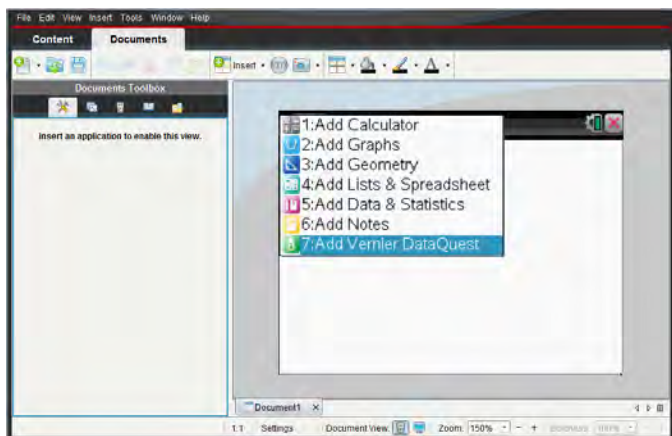 File Edit View Insert Tools Window Help
Content Documents
Insert
Documents Toolbox
Insert an application to enable this view.
1:Add Calculator
2:Add Graphs
3:Add Geometry
4:Add Lists & Spreadsheet
5:Add Data & Statistics
6:Add Notes
7:Add Vernier DataQuest
Document1
1.1 Settings Document View: Zoom: 150% - +